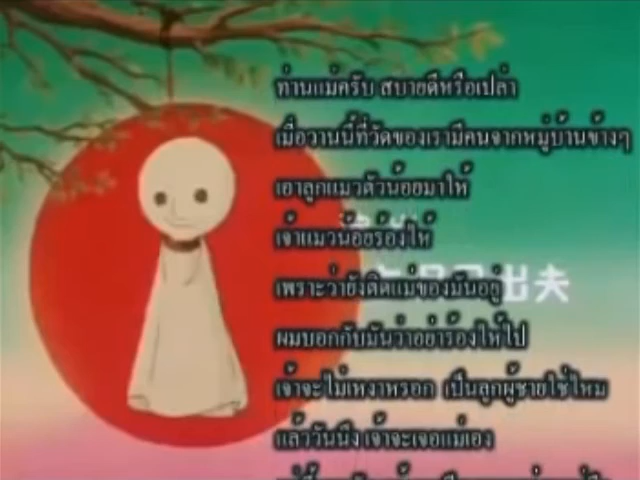 ท่านแม่ครับ สบายดีหรือเปล่า
เมื่อวานนี้ที่วัดของเรามีคนจากหมู่บ้านข้างๆ
เอาลูกแมวตัวน้อยมาให้
เจ้าแมวน้อยร้องไห้
เพราะว่ายังติดแม่ของมันอยู่
出夫
ผมบอกกับมันว่าอย่าร้องไห้ไป
เจ้าจะไม่เหงาหรอก เป็นลูกผู้ชายใช่ไหม
แล้ววันนึง เจ้าจะเจอแม่เอง